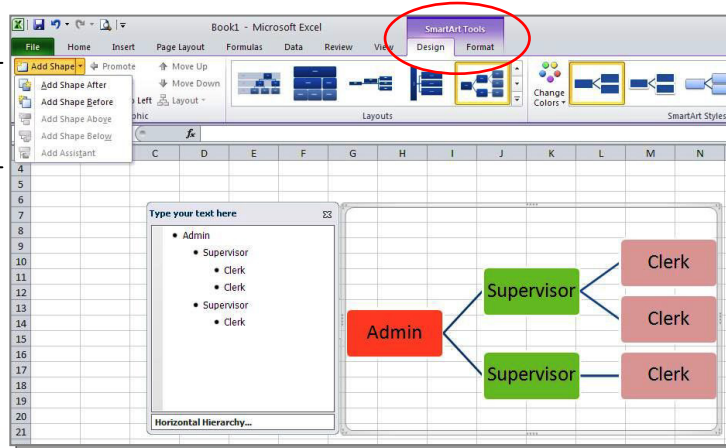 Book1 - Microsoft Excel
SmartArt Tools
File Home Insert Page Layout Formulas Data Review View Design Format
Add Shape Promote Move Up
Add Shape After
Move Down
Add Shape Before
Left Layout
Add Shape Above
Add Shape Below
Add Assistant
phic
Layouts
Change
Colors
SmartArt Styles
fx
C D E F G H I J K L M N
4
5
6
7
8
9
10
11
12
13
14
15
16
17
18
19
20
21
Type your text here
Admin
Supervisor
Clerk
Clerk
Supervisor
Clerk
Horizontal Hierarchy...
Admin
Supervisor
Supervisor
Clerk
Clerk
Clerk